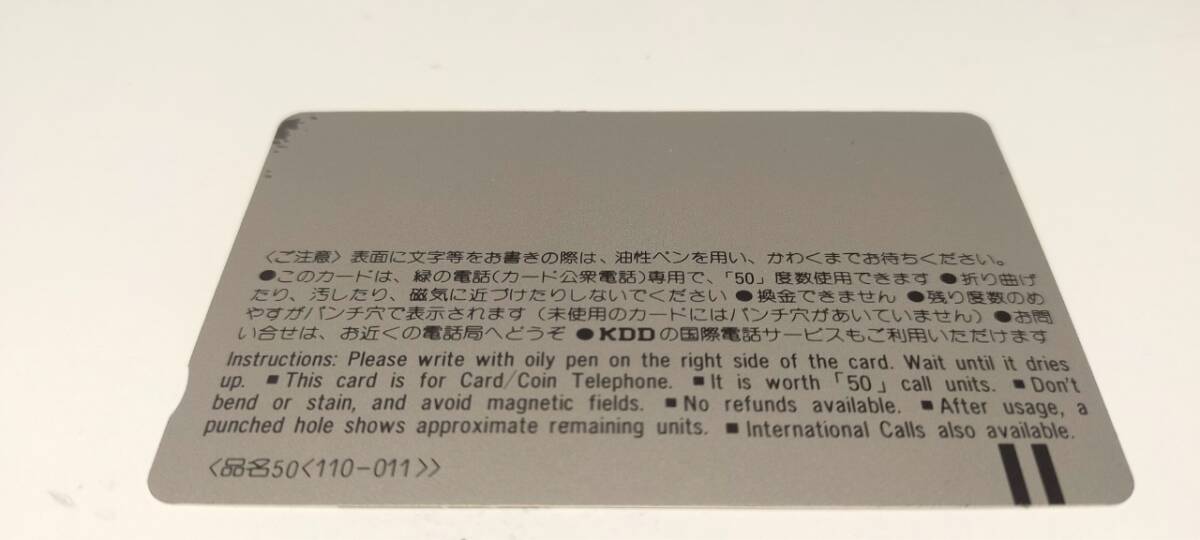 〈ご注意〉表面に文字等をお書きの際は、油性ペンを用い、かわくまでお待ちください。
●このカードは、緑の電話(カード公衆電話)専用で、「50」度数使用できます ●折り曲げ
たり、汚したり、磁気に近づけたりしないでください ●換金できません ●残り度数のめ
やすがパンチ穴で表示されます (未使用のカードにはパンチ穴があいていません) ●お問
い合せは、お近くの電話局へどうぞ ●KDDの国際電話サービスもご利用いただけます
Instructions: Please write with oily pen on the right side of the card. Wait until it dries
up. ■ This card is for Card/Coin Telephone. ■ It is worth 「50」 call units. ■ Don't
bend or stain, and avoid magnetic fields. ■ No refunds available. ■ After usage, a
punched hole shows approximate remaining units. ■ International Calls also available.
〈品名50〈110-011〉〉